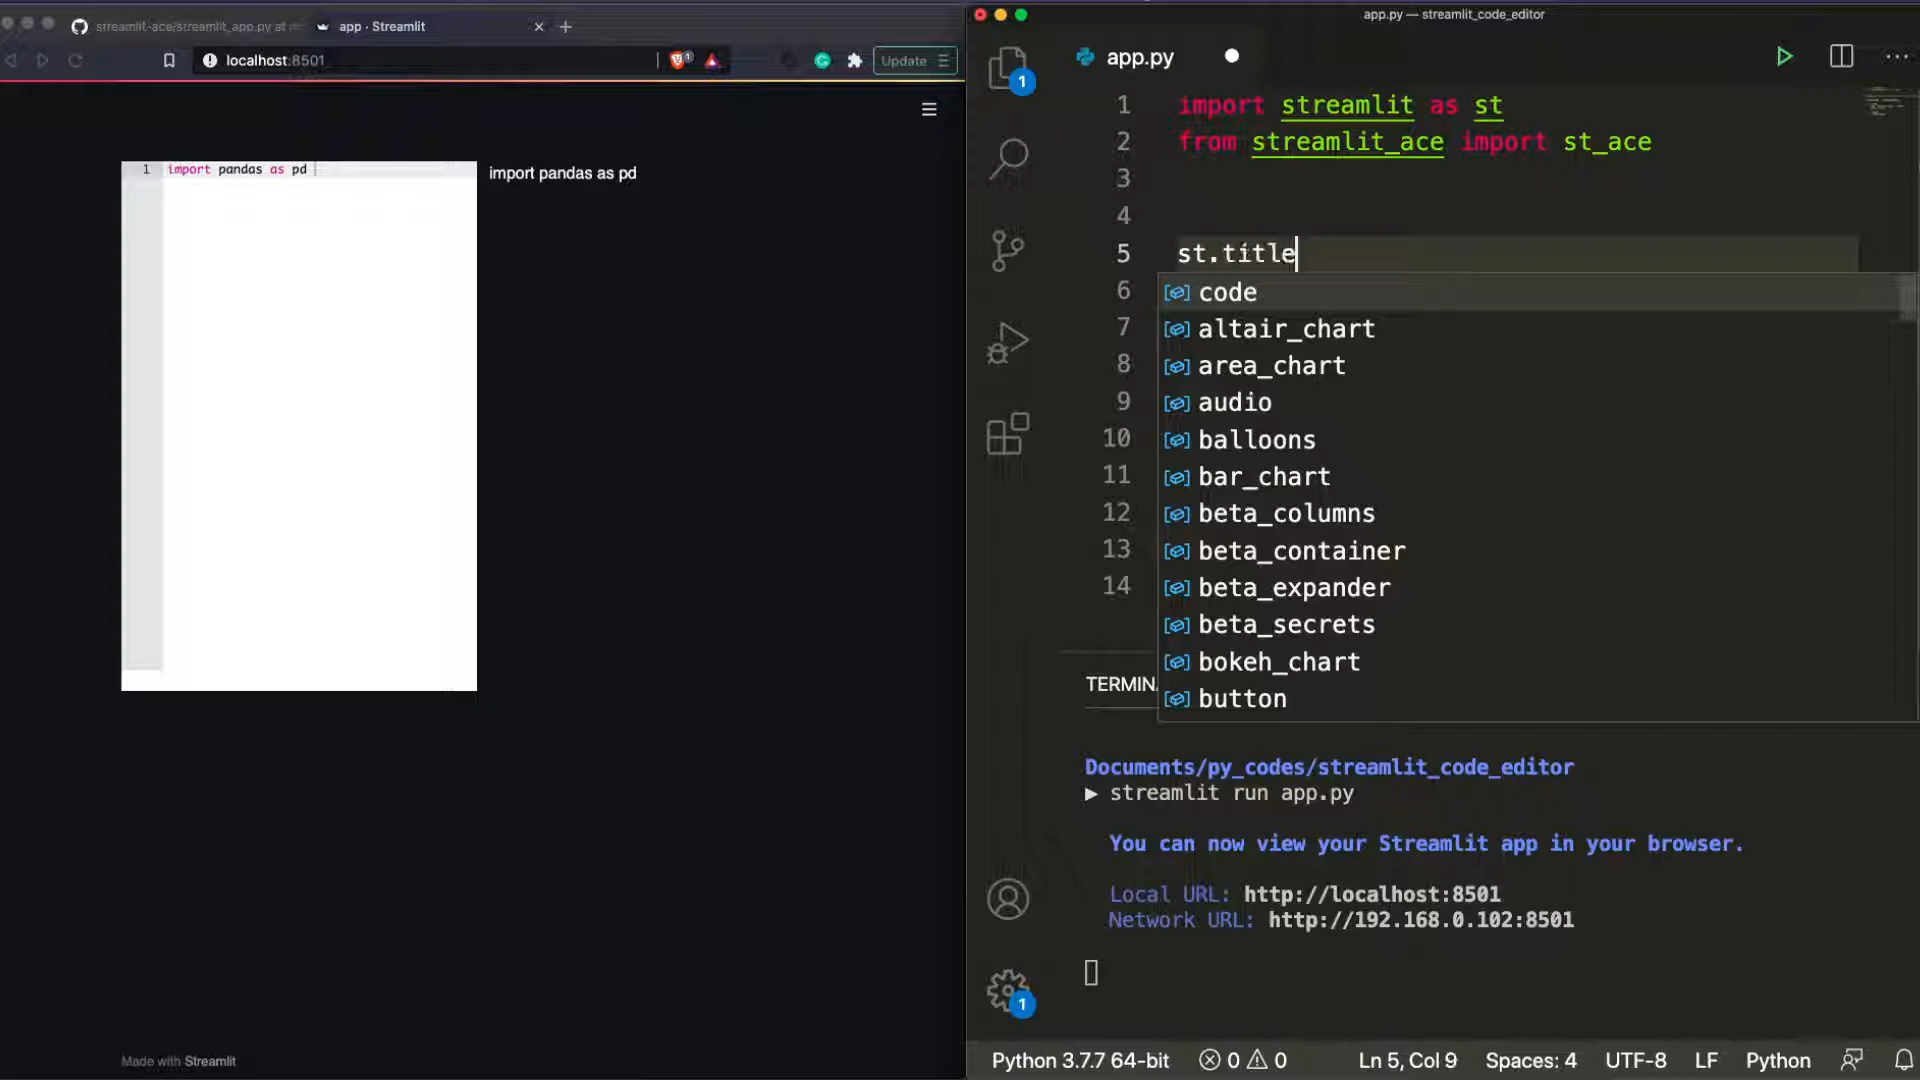 streamlit-ace/streamlit_app.py at
app · Streamlit
localhost:8501
1
Update
1 import pandas as pd
import pandas as pd
Made with Streamlit
app.py — streamlit_code_editor
1
app.py
1 import streamlit as st
2 from streamlit_ace import st_ace
3
4
5 st.title
6
7
8
9
10
11
12
13
14
code
altair_chart
area_chart
audio
balloons
bar_chart
beta_columns
beta_container
beta_expander
beta_secrets
bokeh_chart
button
TERMIN
Documents/py_codes/streamlit_code_editor
▶ streamlit run app.py
You can now view your Streamlit app in your browser.
Local URL: http://localhost:8501
Network URL: http://192.168.0.102:8501
1
Python 3.7.7 64-bit 0 0 Ln 5, Col 9 Spaces: 4 UTF-8 LF Python